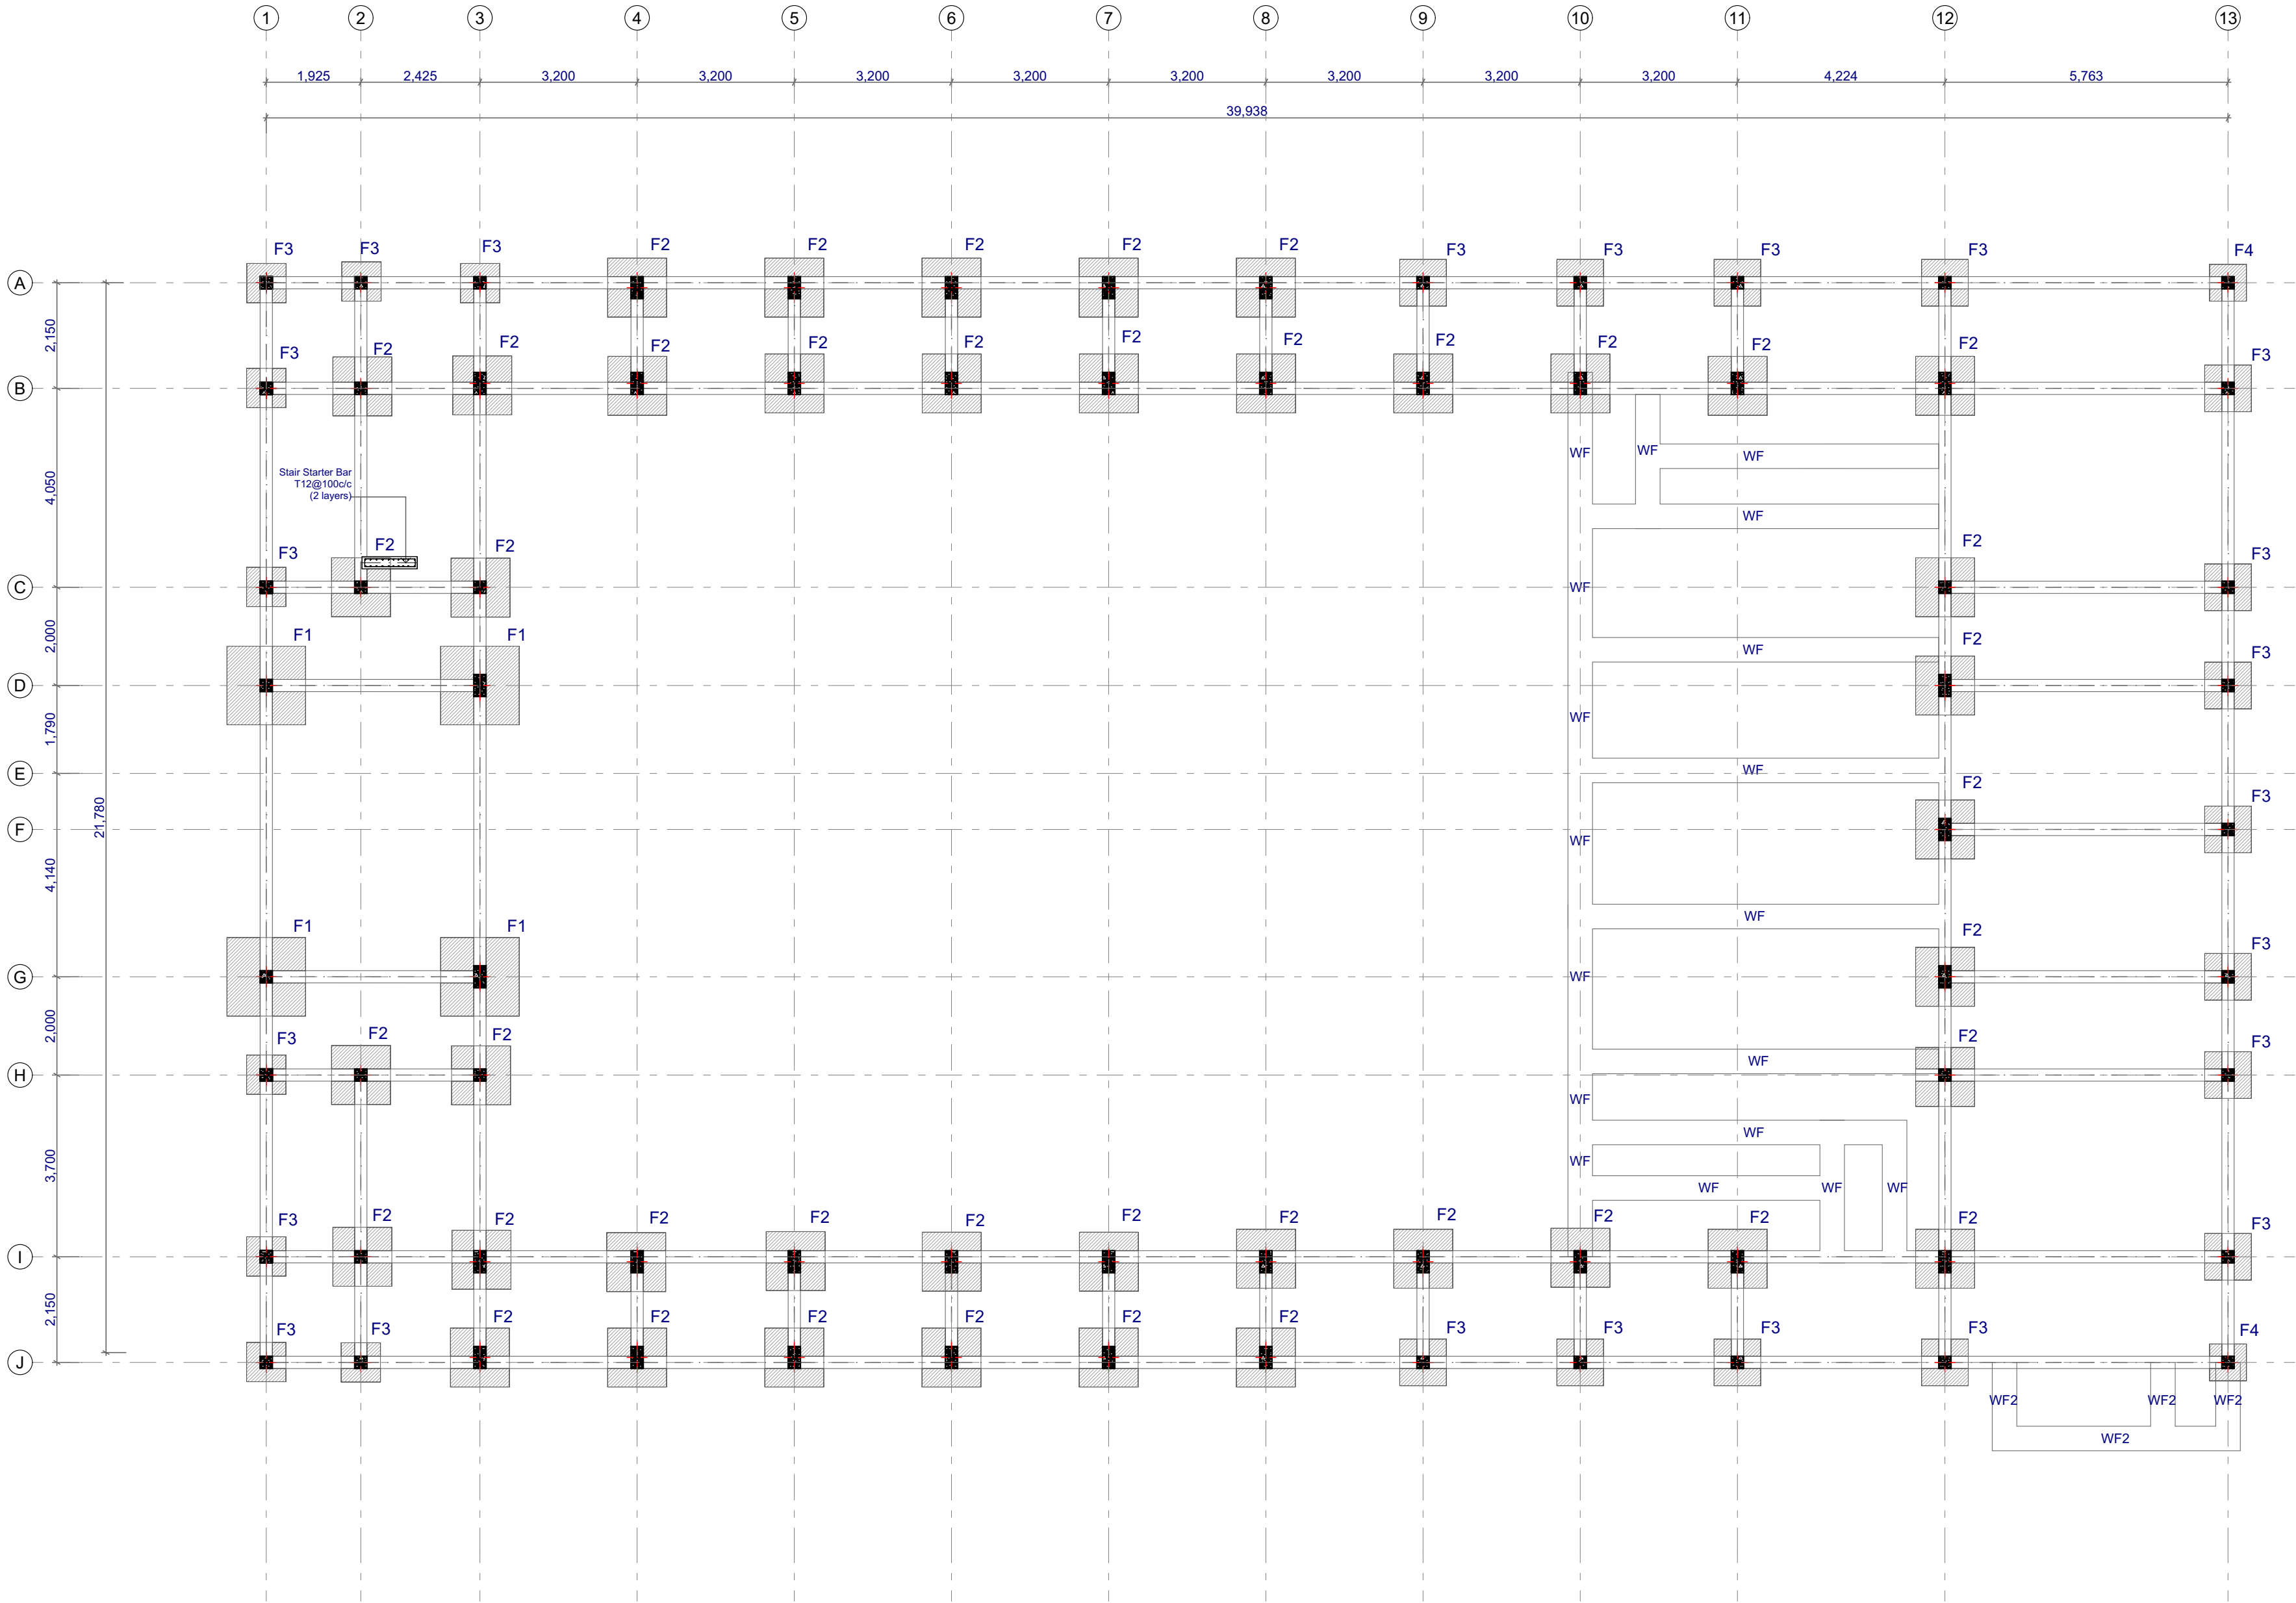 1 2 3 4 5 6 7 8 9 10 11 12 13
1,925 2,425 3,200 3,200 3,200 3,200 3,200 3,200 3,200 3,200 4,224 5,763
39,938
F3 F3 F3 F2 F2 F2 F2 F2 F3 F3 F3 F3 F4
A
2,150
F3 F2 F2 F2 F2 F2 F2 F2 F2 F2 F2 F2 F3
B
WF WF WF
4,050
Stair Starter Bar
T12@100c/c
(2 layers)
WF
F3 F2 F2 F2 F3
C
WF
2,000
F1 F1 WF F2 F3
D
WF
1,790
E
WF
F2 F3
21,780
F
WF
4,140
F1 F1 WF F2 F3
G
WF
2,000
F3 F2 F2 F2 F3
H
WF
WF
WF
3,700
WF
WF WF WF
F3 F2 F2 F2 F2 F2 F2 F2 F2 F2 F2 F2 F3
I
2,150
F3 F3 F2 F2 F2 F2 F2 F2 F3 F3 F3 F3 F4
J
WF2 WF2 WF2
WF2